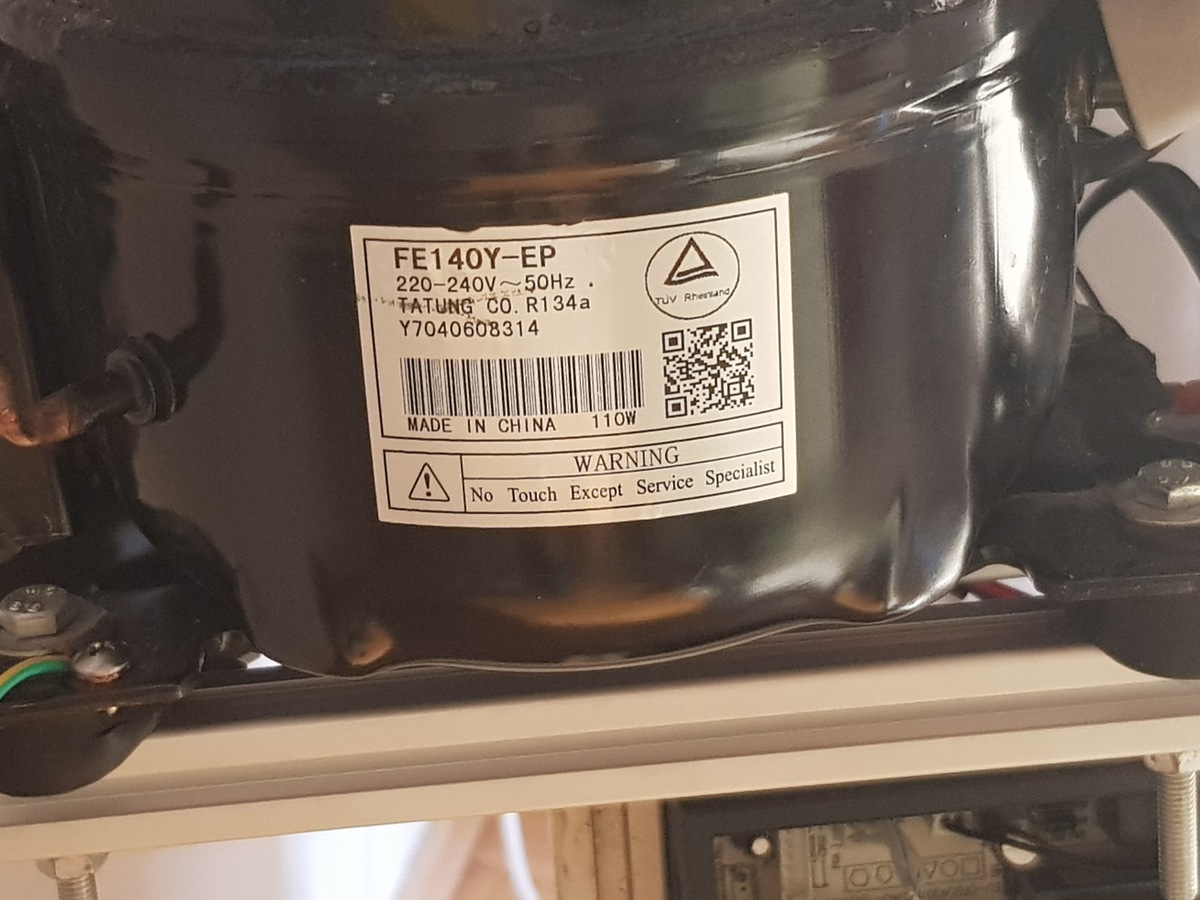 FE140Y-EP
220-240V～50Hz .
TATUNG CO. R134a
Y7040608314
TÜV Rheinland
MADE IN CHINA 110W
WARNING
No Touch Except Service Specialist